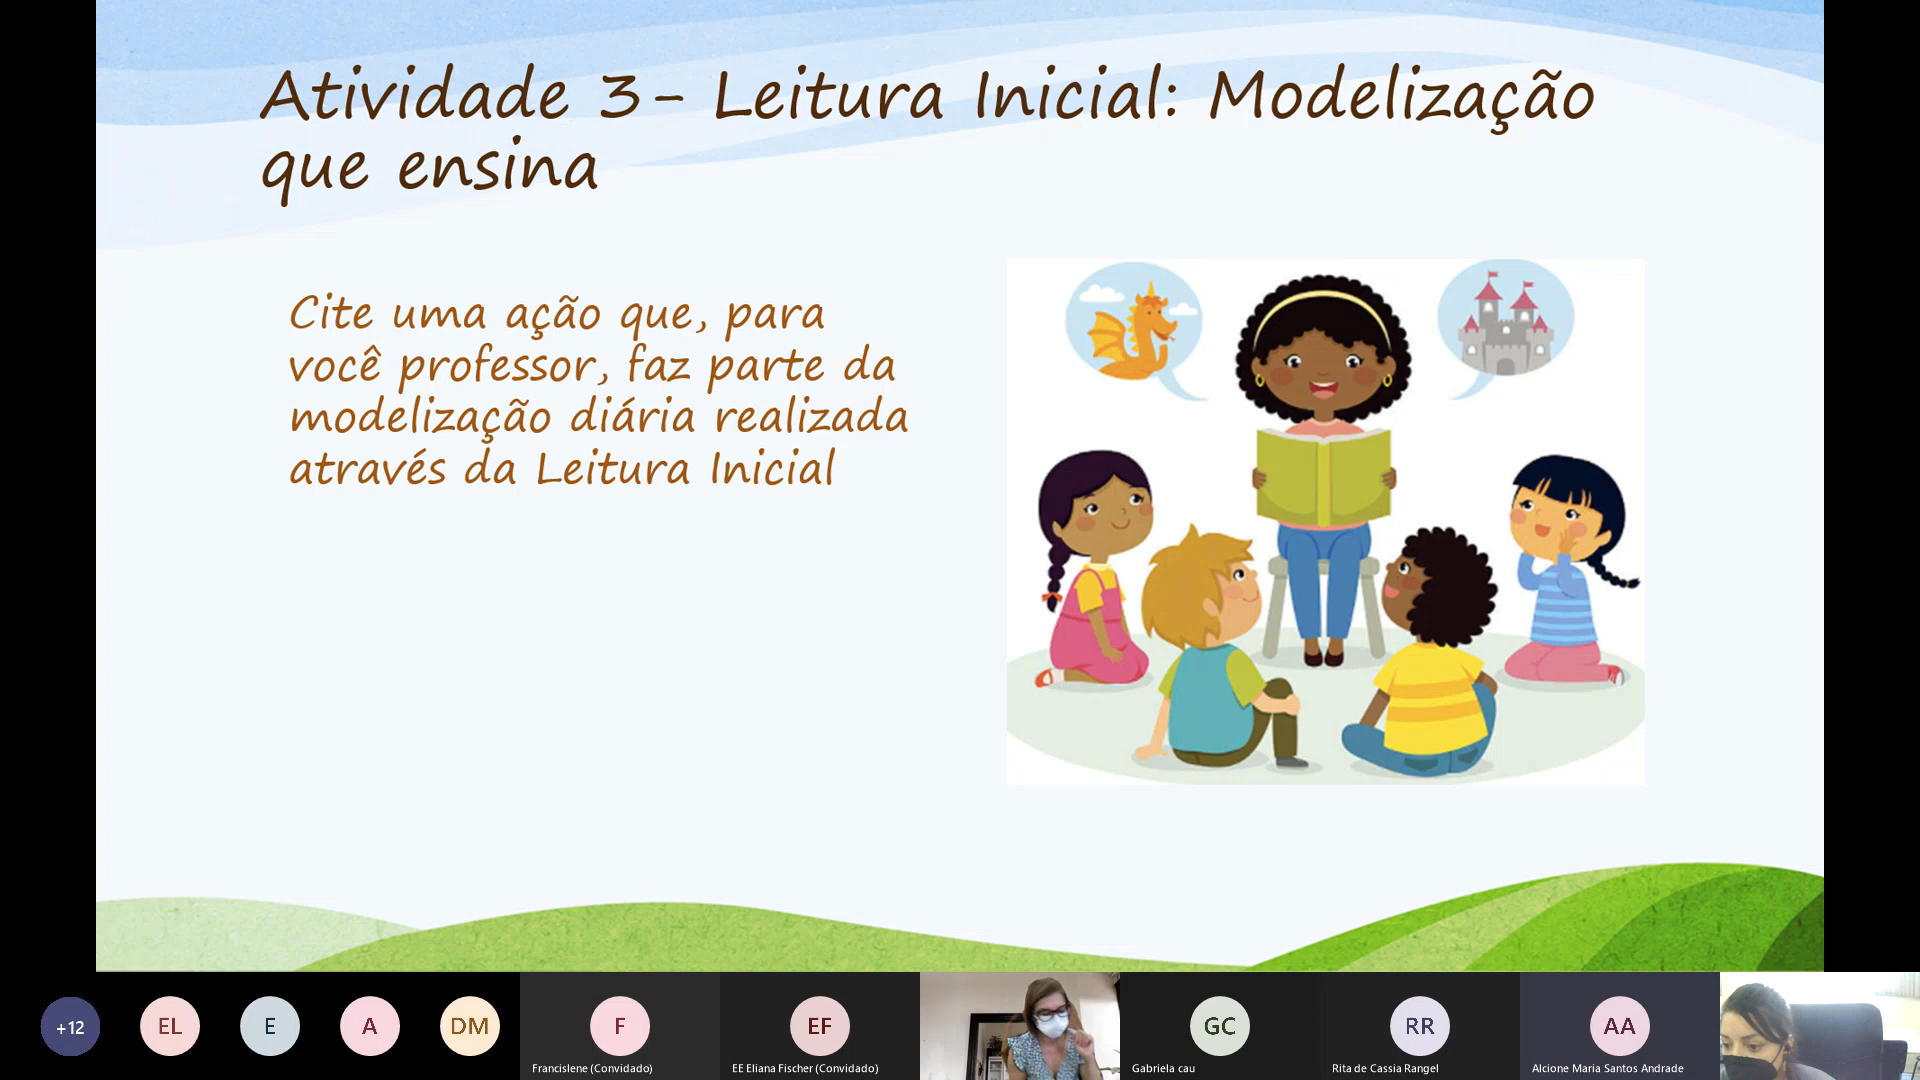 Atividade 3- Leitura Inicial: Modelização
que ensina
Cite uma ação que, para
você professor, faz parte da
modelização diária realizada
através da Leitura Inicial
+12
EL
E
A
DM
F
EF
GC
RR
AA
Francislene (Convidado)
EE Eliana Fischer (Convidado)
Gabriela cau
Rita de Cassia Rangel
Alcione Maria Santos Andrade